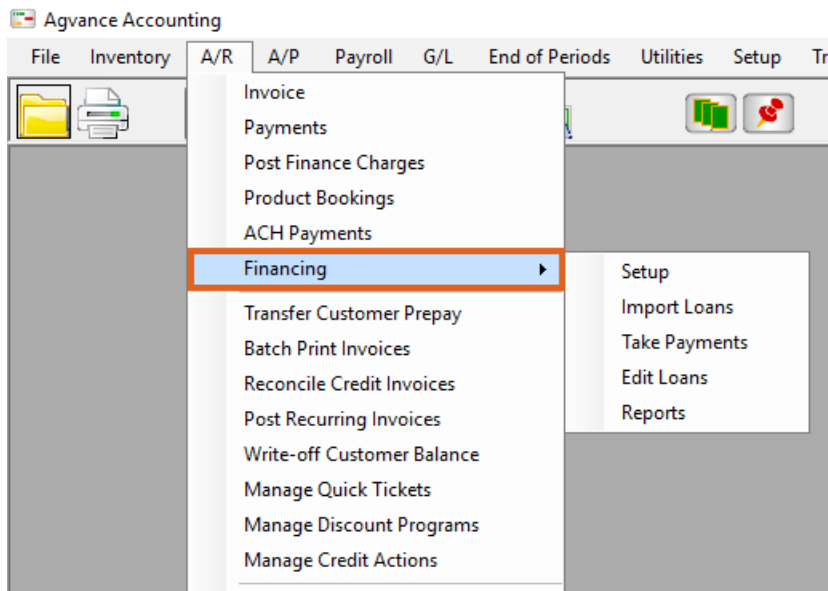 Agvance Accounting
File Inventory A/R A/P Payroll G/L End of Periods Utilities Setup Tr
Invoice
Payments
Post Finance Charges
Product Bookings
ACH Payments
Financing
Setup
Import Loans
Take Payments
Edit Loans
Reports
Transfer Customer Prepay
Batch Print Invoices
Reconcile Credit Invoices
Post Recurring Invoices
Write-off Customer Balance
Manage Quick Tickets
Manage Discount Programs
Manage Credit Actions